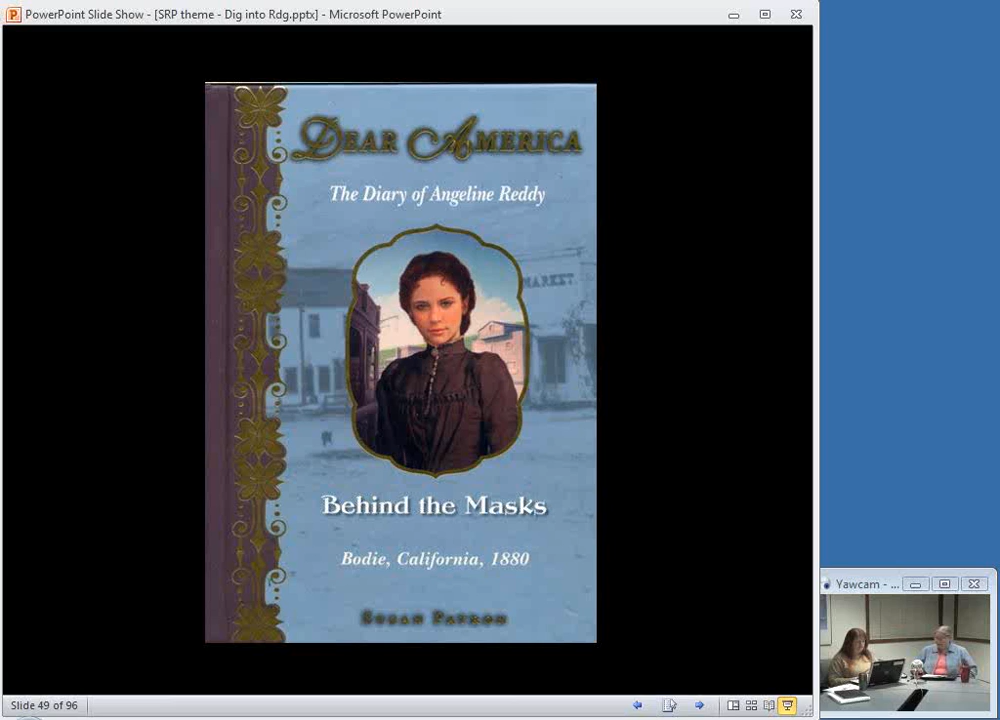 PowerPoint Slide Show - [SRP theme - Dig into Rdg.pptx] - Microsoft PowerPoint
Dear America
The Diary of Angeline Reddy
MARKET
Behind the Masks
Bodie, California, 1880
Susan Patron
Yawcam - ...
Slide 49 of 96